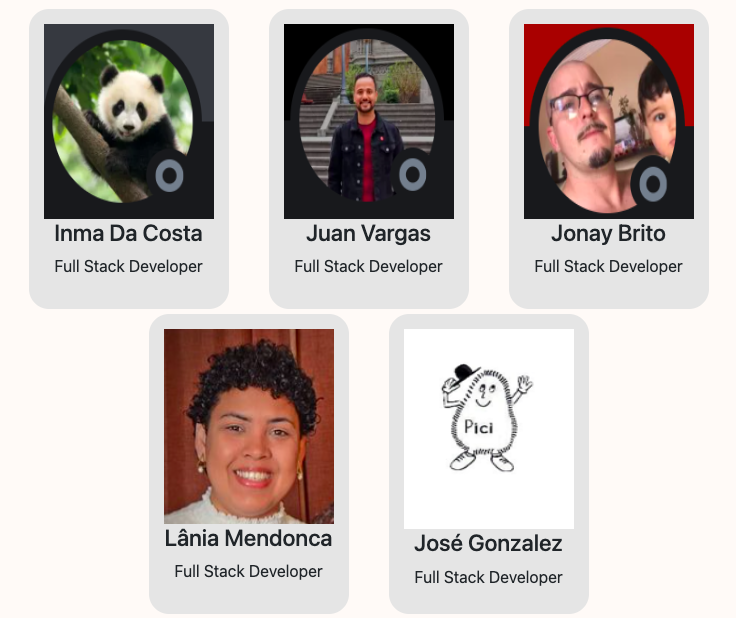 Inma Da Costa
Full Stack Developer
Juan Vargas
Full Stack Developer
Jonay Brito
Full Stack Developer
Lânia Mendonca
Full Stack Developer
Pici
José Gonzalez
Full Stack Developer